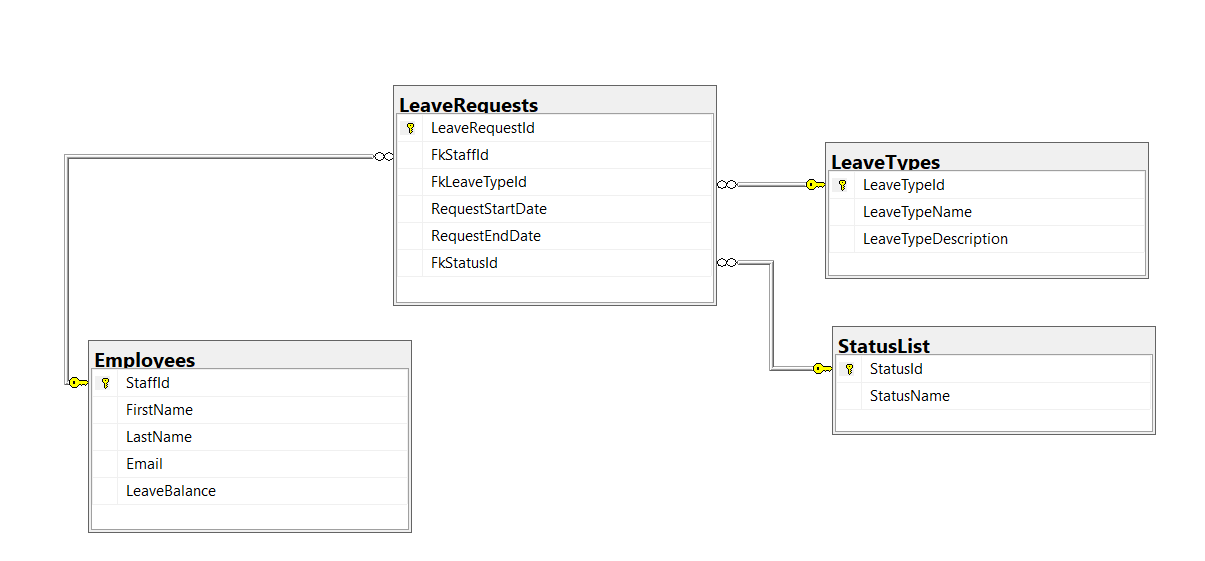 LeaveRequests
LeaveRequestId
FkStaffId
FkLeaveTypeId
RequestStartDate
RequestEndDate
FkStatusId
LeaveTypes
LeaveTypeId
LeaveTypeName
LeaveTypeDescription
StatusList
StatusId
StatusName
Employees
StaffId
FirstName
LastName
Email
LeaveBalance